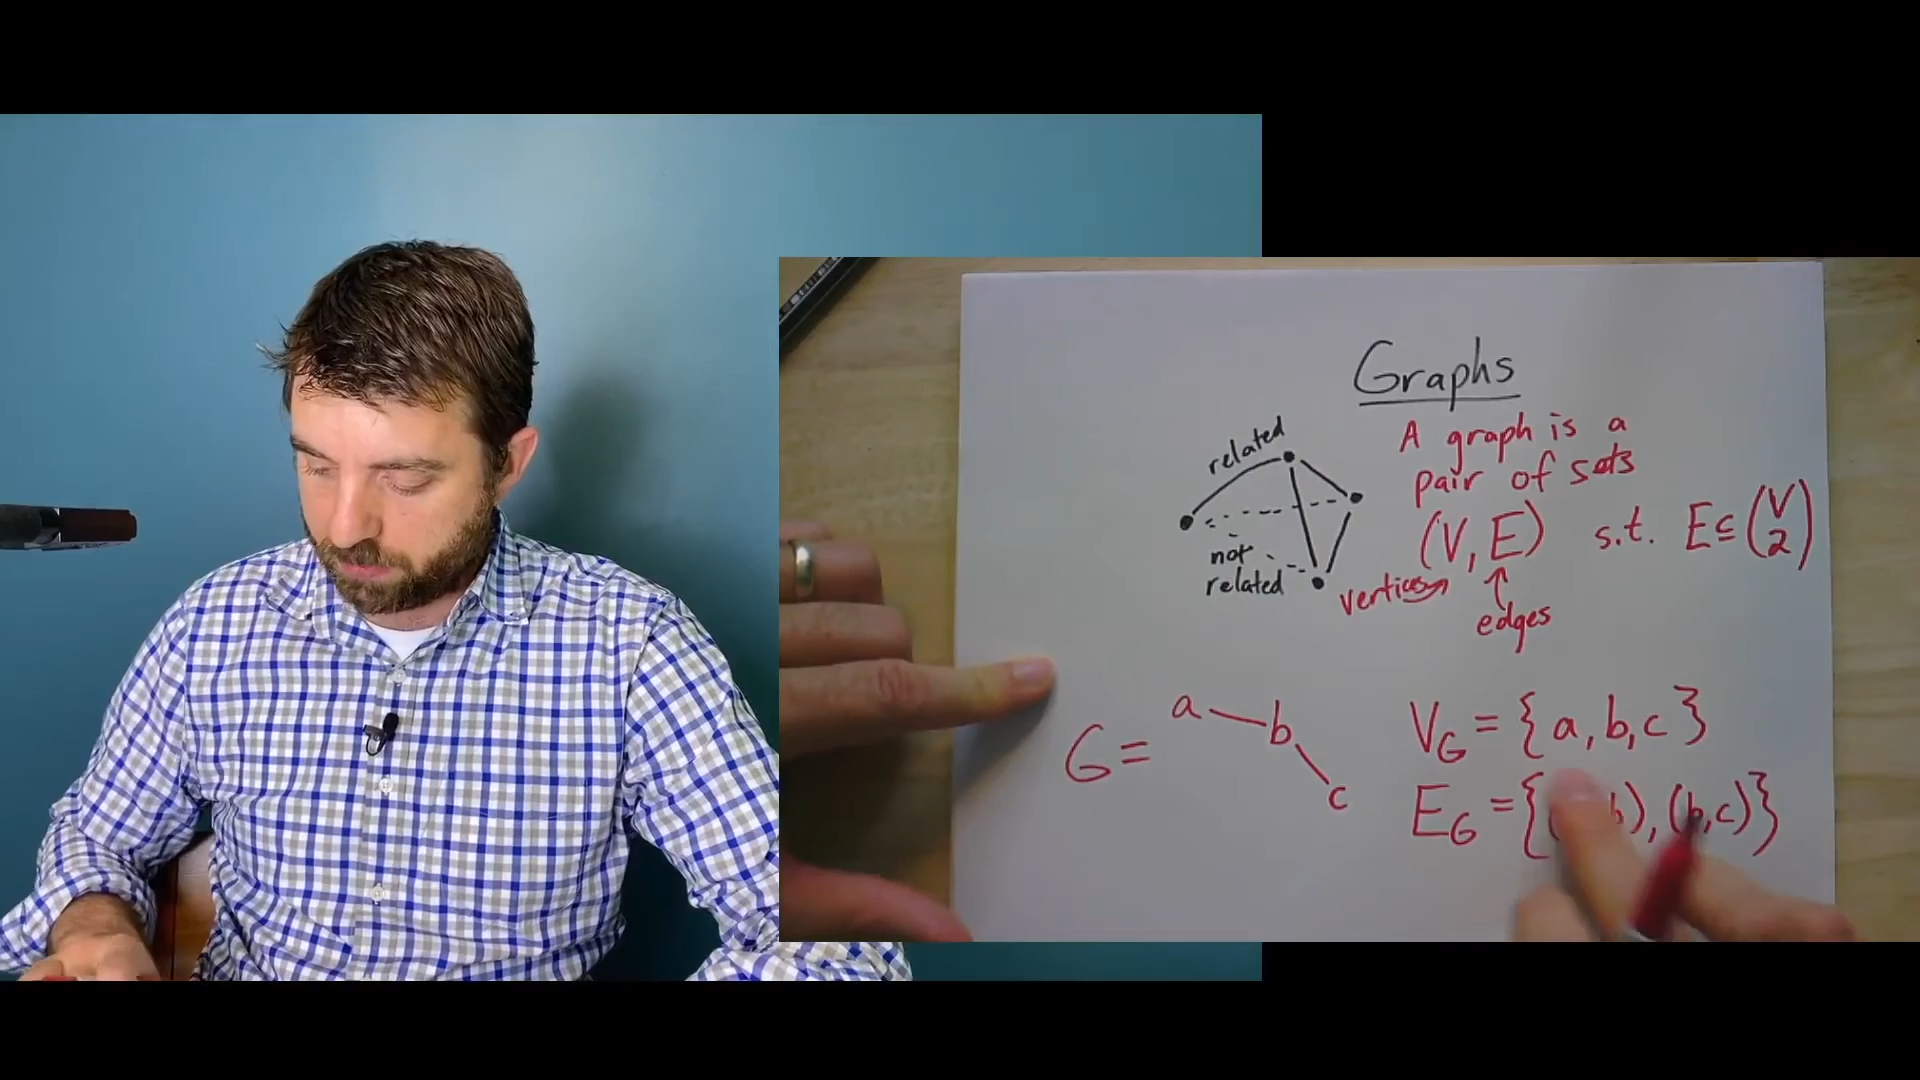 Graphs
A graph is a
pair of sets
(V, E) s.t. E ⊆ (V 2)
vertices
edges
related
not
related
G = a b c
V_G = {a, b, c}
E_G = { b), (b,c)}